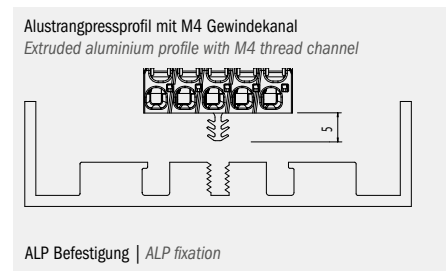 Alustrangpressprofil mit M4 Gewindekanal
Extruded aluminium profile with M4 thread channel
5
ALP Befestigung | ALP fixation